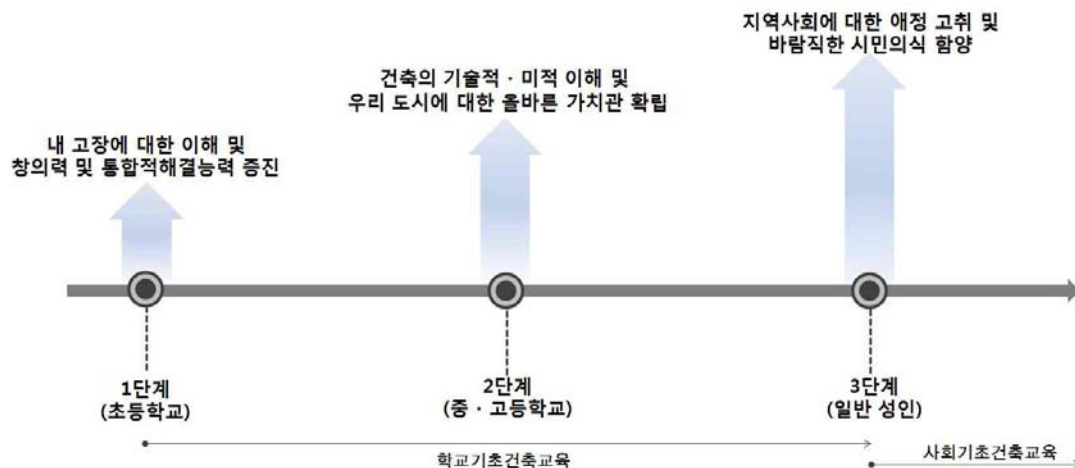 지역사회에 대한 애정 고취 및
바람직한 시민의식 함양
건축의 기술적 · 미적 이해 및
우리 도시에 대한 올바른 가치관 확립
내 고장에 대한 이해 및
창의력 및 통합적해결능력 증진
1단계
(초등학교)
2단계
(중 · 고등학교)
3단계
(일반 성인)
학교기초건축교육
사회기초건축교육